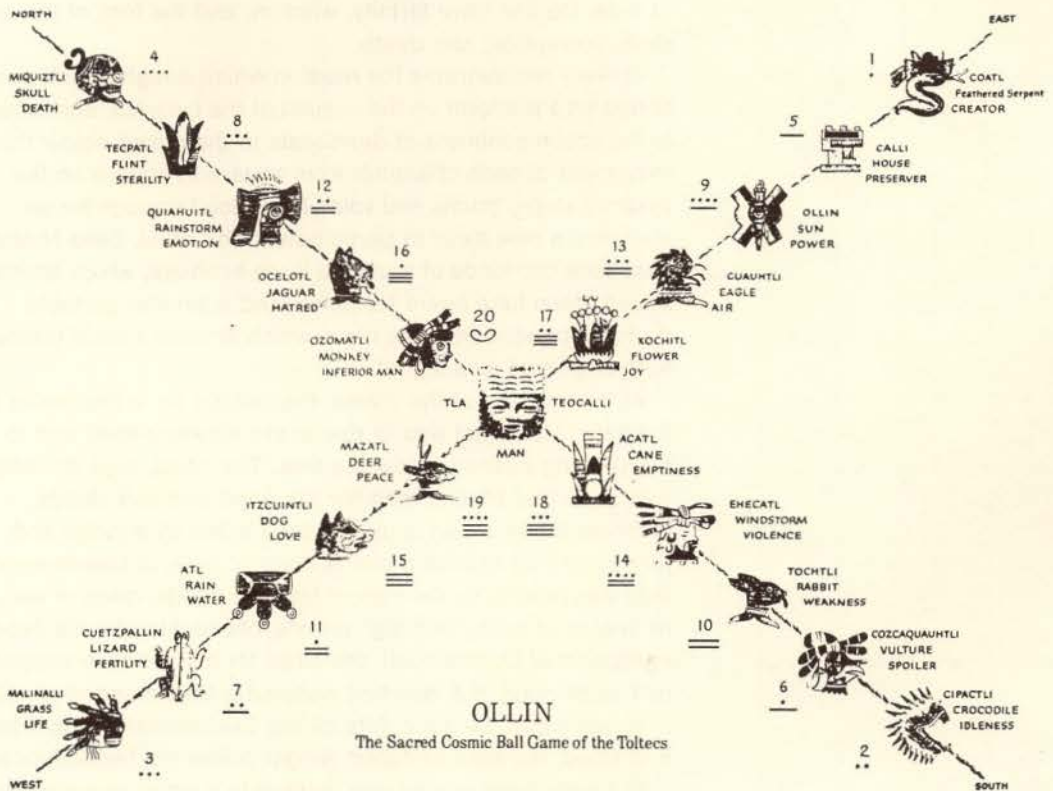 NORTH
EAST
4
MIQUIZTLI
SKULL
DEATH
1
COATL
Feathered Serpent
CREATOR
8
TECPATL
FLINT
STERILITY
5
CALLI
HOUSE
PRESERVER
12
QUIAHUITL
RAINSTORM
EMOTION
9
OLLIN
SUN
POWER
16
OCELOTL
JAGUAR
HATRED
13
CUAUHTLI
EAGLE
AIR
20
OZOMATLI
MONKEY
INFERIOR MAN
17
XOCHITL
FLOWER
JOY
TLA TEOCALLI
MAN
MAZATL
DEER
PEACE
19
ACATL
CANE
EMPTINESS
18
ITZCUINTLI
DOG
LOVE
15
EHECATL
WINDSTORM
VIOLENCE
14
ATL
RAIN
WATER
11
TOCHTLI
RABBIT
WEAKNESS
10
CUETZPALLIN
LIZARD
FERTILITY
7
COZCAQUAUHTLI
VULTURE
SPOILER
6
MALINALLI
GRASS
LIFE
3
CIPACTLI
CROCODILE
IDLENESS
2
WEST
SOUTH
OLLIN
The Sacred Cosmic Ball Game of the Toltecs